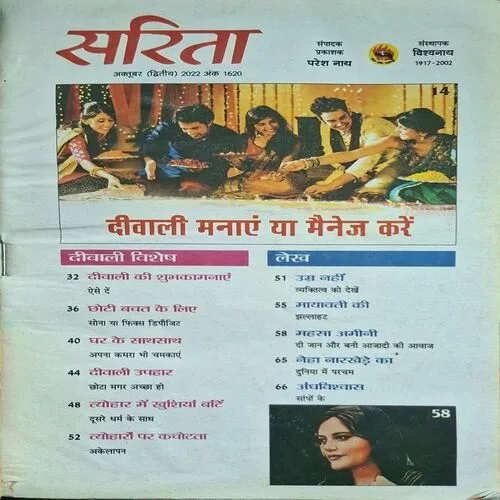 सरिता
अक्तूबर (द्वितीय) 2022 अंक 1620
संपादक
प्रकाशक
परेश नाथ
संस्थापक
विश्वनाथ
1917-2002
14
दीवाली मनाएं या मैनेज करें
दीवाली विशेष
32 दीवाली की शुभकामनाएं
ऐसे दें
36 छोटी बचत के लिए
सोना या फिक्स डिपौजिट
40 घर के साथसाथ
अपना कमरा भी चमकाएं
44 दीवाली उपहार
छोटा मगर अच्छा हो
48 त्योहार में खुशियां बांटें
दूसरे धर्म के साथ
52 त्योहारों पर कचोटता
अकेलापन
लेख
51 उम्र नहीं
व्यक्तित्व को देखें
55 मायावती की
झल्लाहट
58 महसा अमीनी
दी जान और बनी आजादी की आवाज
65 नेहा नारखेड़े का
दुनिया में परचम
66 अंधविश्वास
सांपों के
58